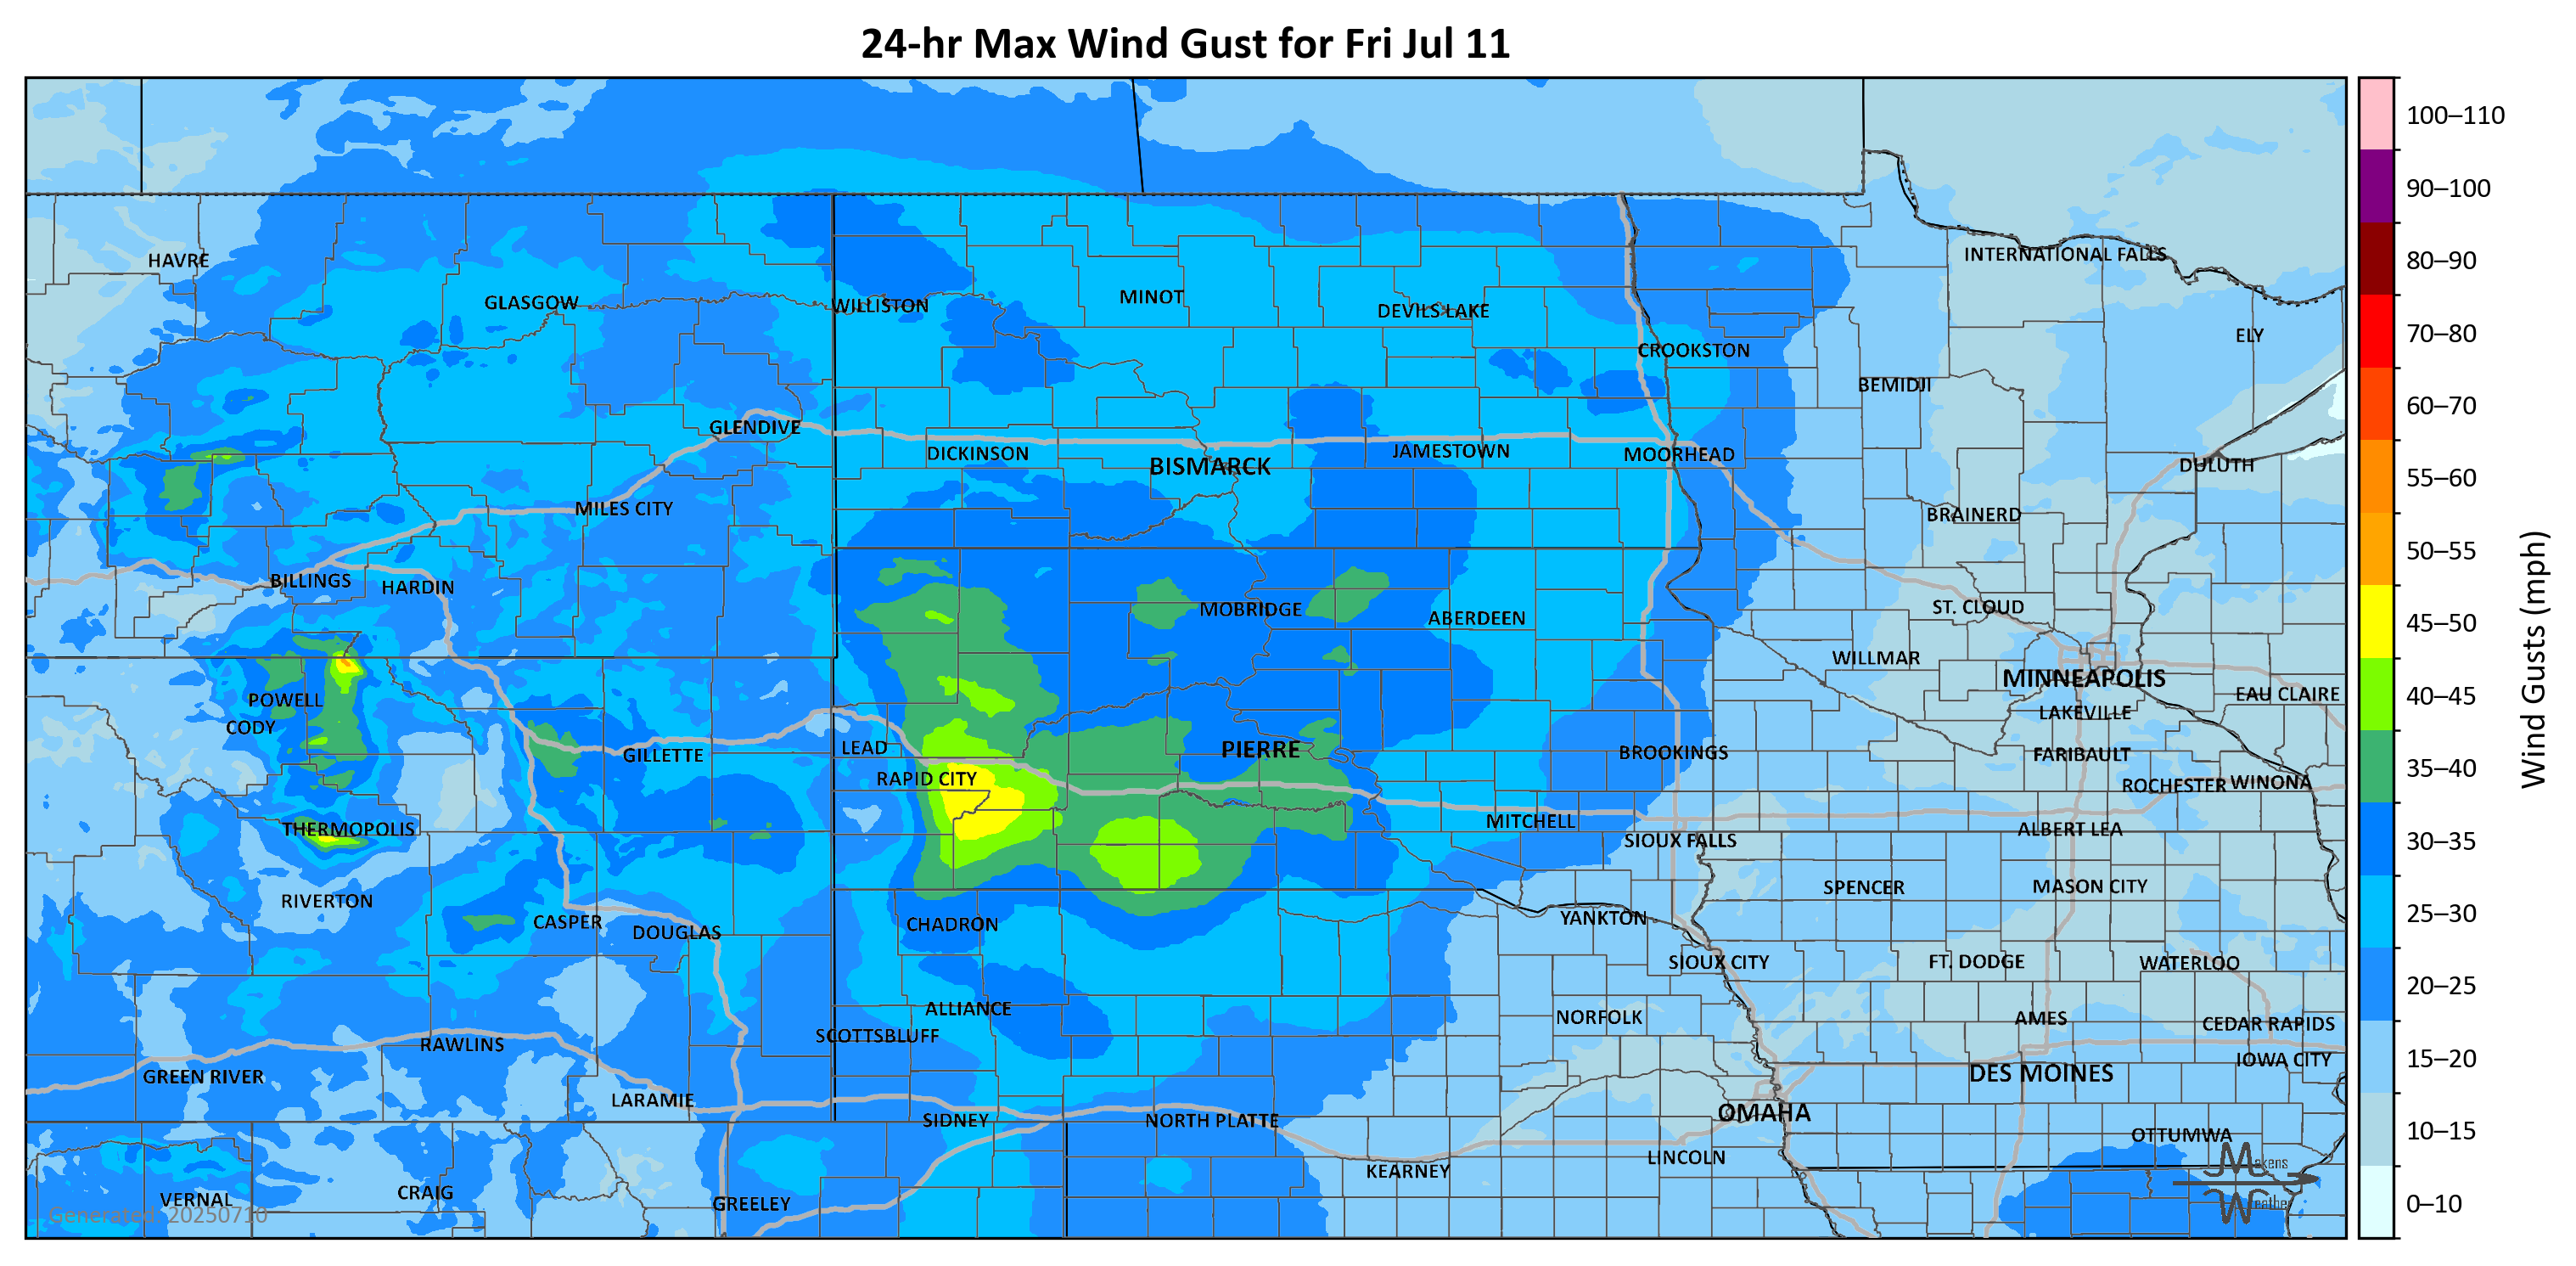 24-hr Max Wind Gust for Fri Jul 11
100–110
90–100
INTERNATIONAL FALLS
HAVRE
80–90
MINOT
GLASGOW
WILLISTON
DEVILS LAKE
70–80
ELY
CROOKSTON
BEMIDJI
60–70
GLENDIVE
DICKINSON
JAMESTOWN
MOORHEAD
BISMARCK
DULUTH
55–60
MILES CITY
BRAINERD
50–55
BILLINGS
HARDIN
MOBRIDGE
ST. CLOUD
ABERDEEN
45–50
WILLMAR
MINNEAPOLIS
EAU CLAIRE
40–45
POWELL
LAKEVILLE
CODY
LEAD
PIERRE
BROOKINGS
GILLETTE
FARIBAULT
35–40
RAPID CITY
ROCHESTER
WINONA
Wind Gusts (mph)
THERMOPOLIS
MITCHELL
ALBERT LEA
SIOUX FALLS
30–35
SPENCER
MASON CITY
RIVERTON
25–30
CASPER
CHADRON
YANKTON
DOUGLAS
SIOUX CITY
FT. DODGE
WATERLOO
20–25
ALLIANCE
NORFOLK
AMES
CEDAR RAPIDS
SCOTTSBLUFF
RAWLINS
IOWA CITY
15–20
GREEN RIVER
DES MOINES
LARAMIE
OMAHA
SIDNEY
NORTH PLATTE
10–15
OTTUMWA
LINCOLN
KEARNEY
Makens
Weather
VERNAL
CRAIG
GREELEY
0–10
Generated: 20250710